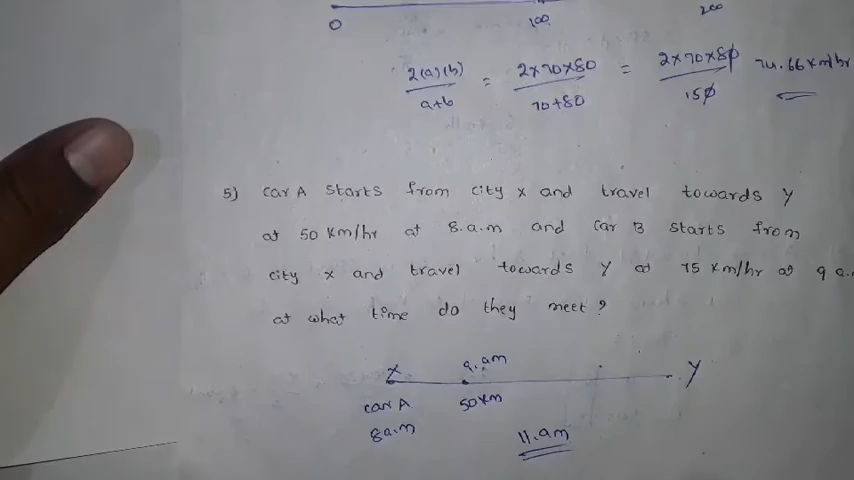 0 100 200
2(a)(b) / a+b = 2×70×80 / 70+80 = 2×70×80 / 150 74.66 Km/hr
5) car A starts from city x and travel towards y
at 50 Km/hr at 8.a.m and car B starts from
city x and travel towards y at 75 Km/hr at 9 a.m
at what time do they meet?
X 9.am Y
car A 50Km
8a.m 11.am